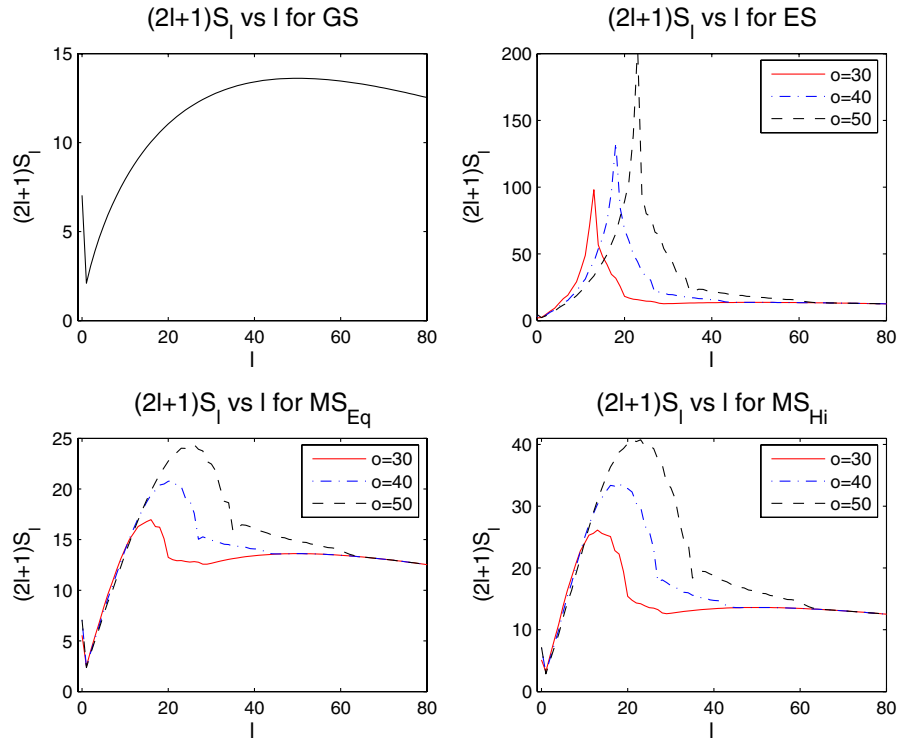 (2l+1)S_l vs l for GS
(2l+1)S_l
15
10
5
0
0 20 40 60 80
l
(2l+1)S_l vs l for ES
(2l+1)S_l
200
150
100
50
0
0 20 40 60 80
l
o=30
o=40
o=50
(2l+1)S_l vs l for MS_Eq
(2l+1)S_l
25
20
15
10
5
0
0 20 40 60 80
l
o=30
o=40
o=50
(2l+1)S_l vs l for MS_Hi
(2l+1)S_l
40
30
20
10
0
0 20 40 60 80
l
o=30
o=40
o=50